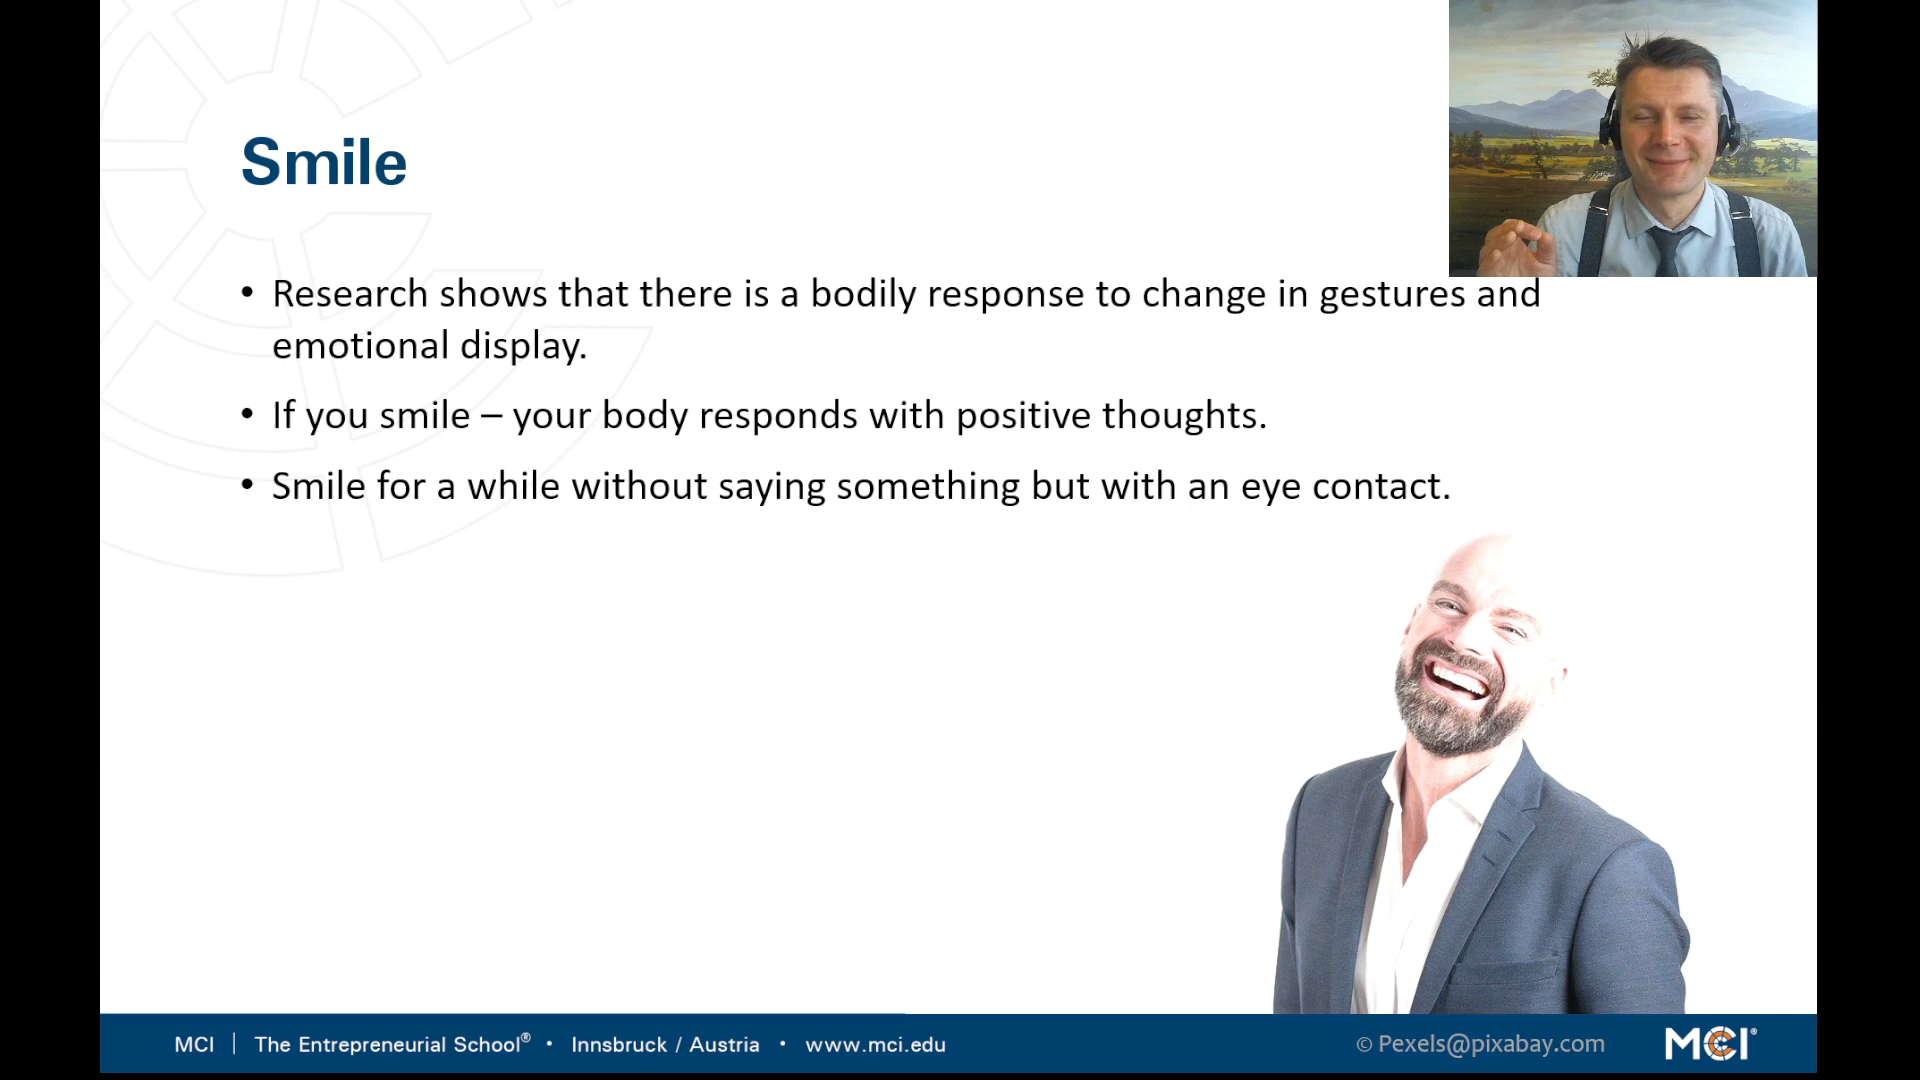 Smile
• Research shows that there is a bodily response to change in gestures and
emotional display.
• If you smile – your body responds with positive thoughts.
• Smile for a while without saying something but with an eye contact.
MCI | The Entrepreneurial School® • Innsbruck / Austria • www.mci.edu
© Pexels@pixabay.com
MCI®